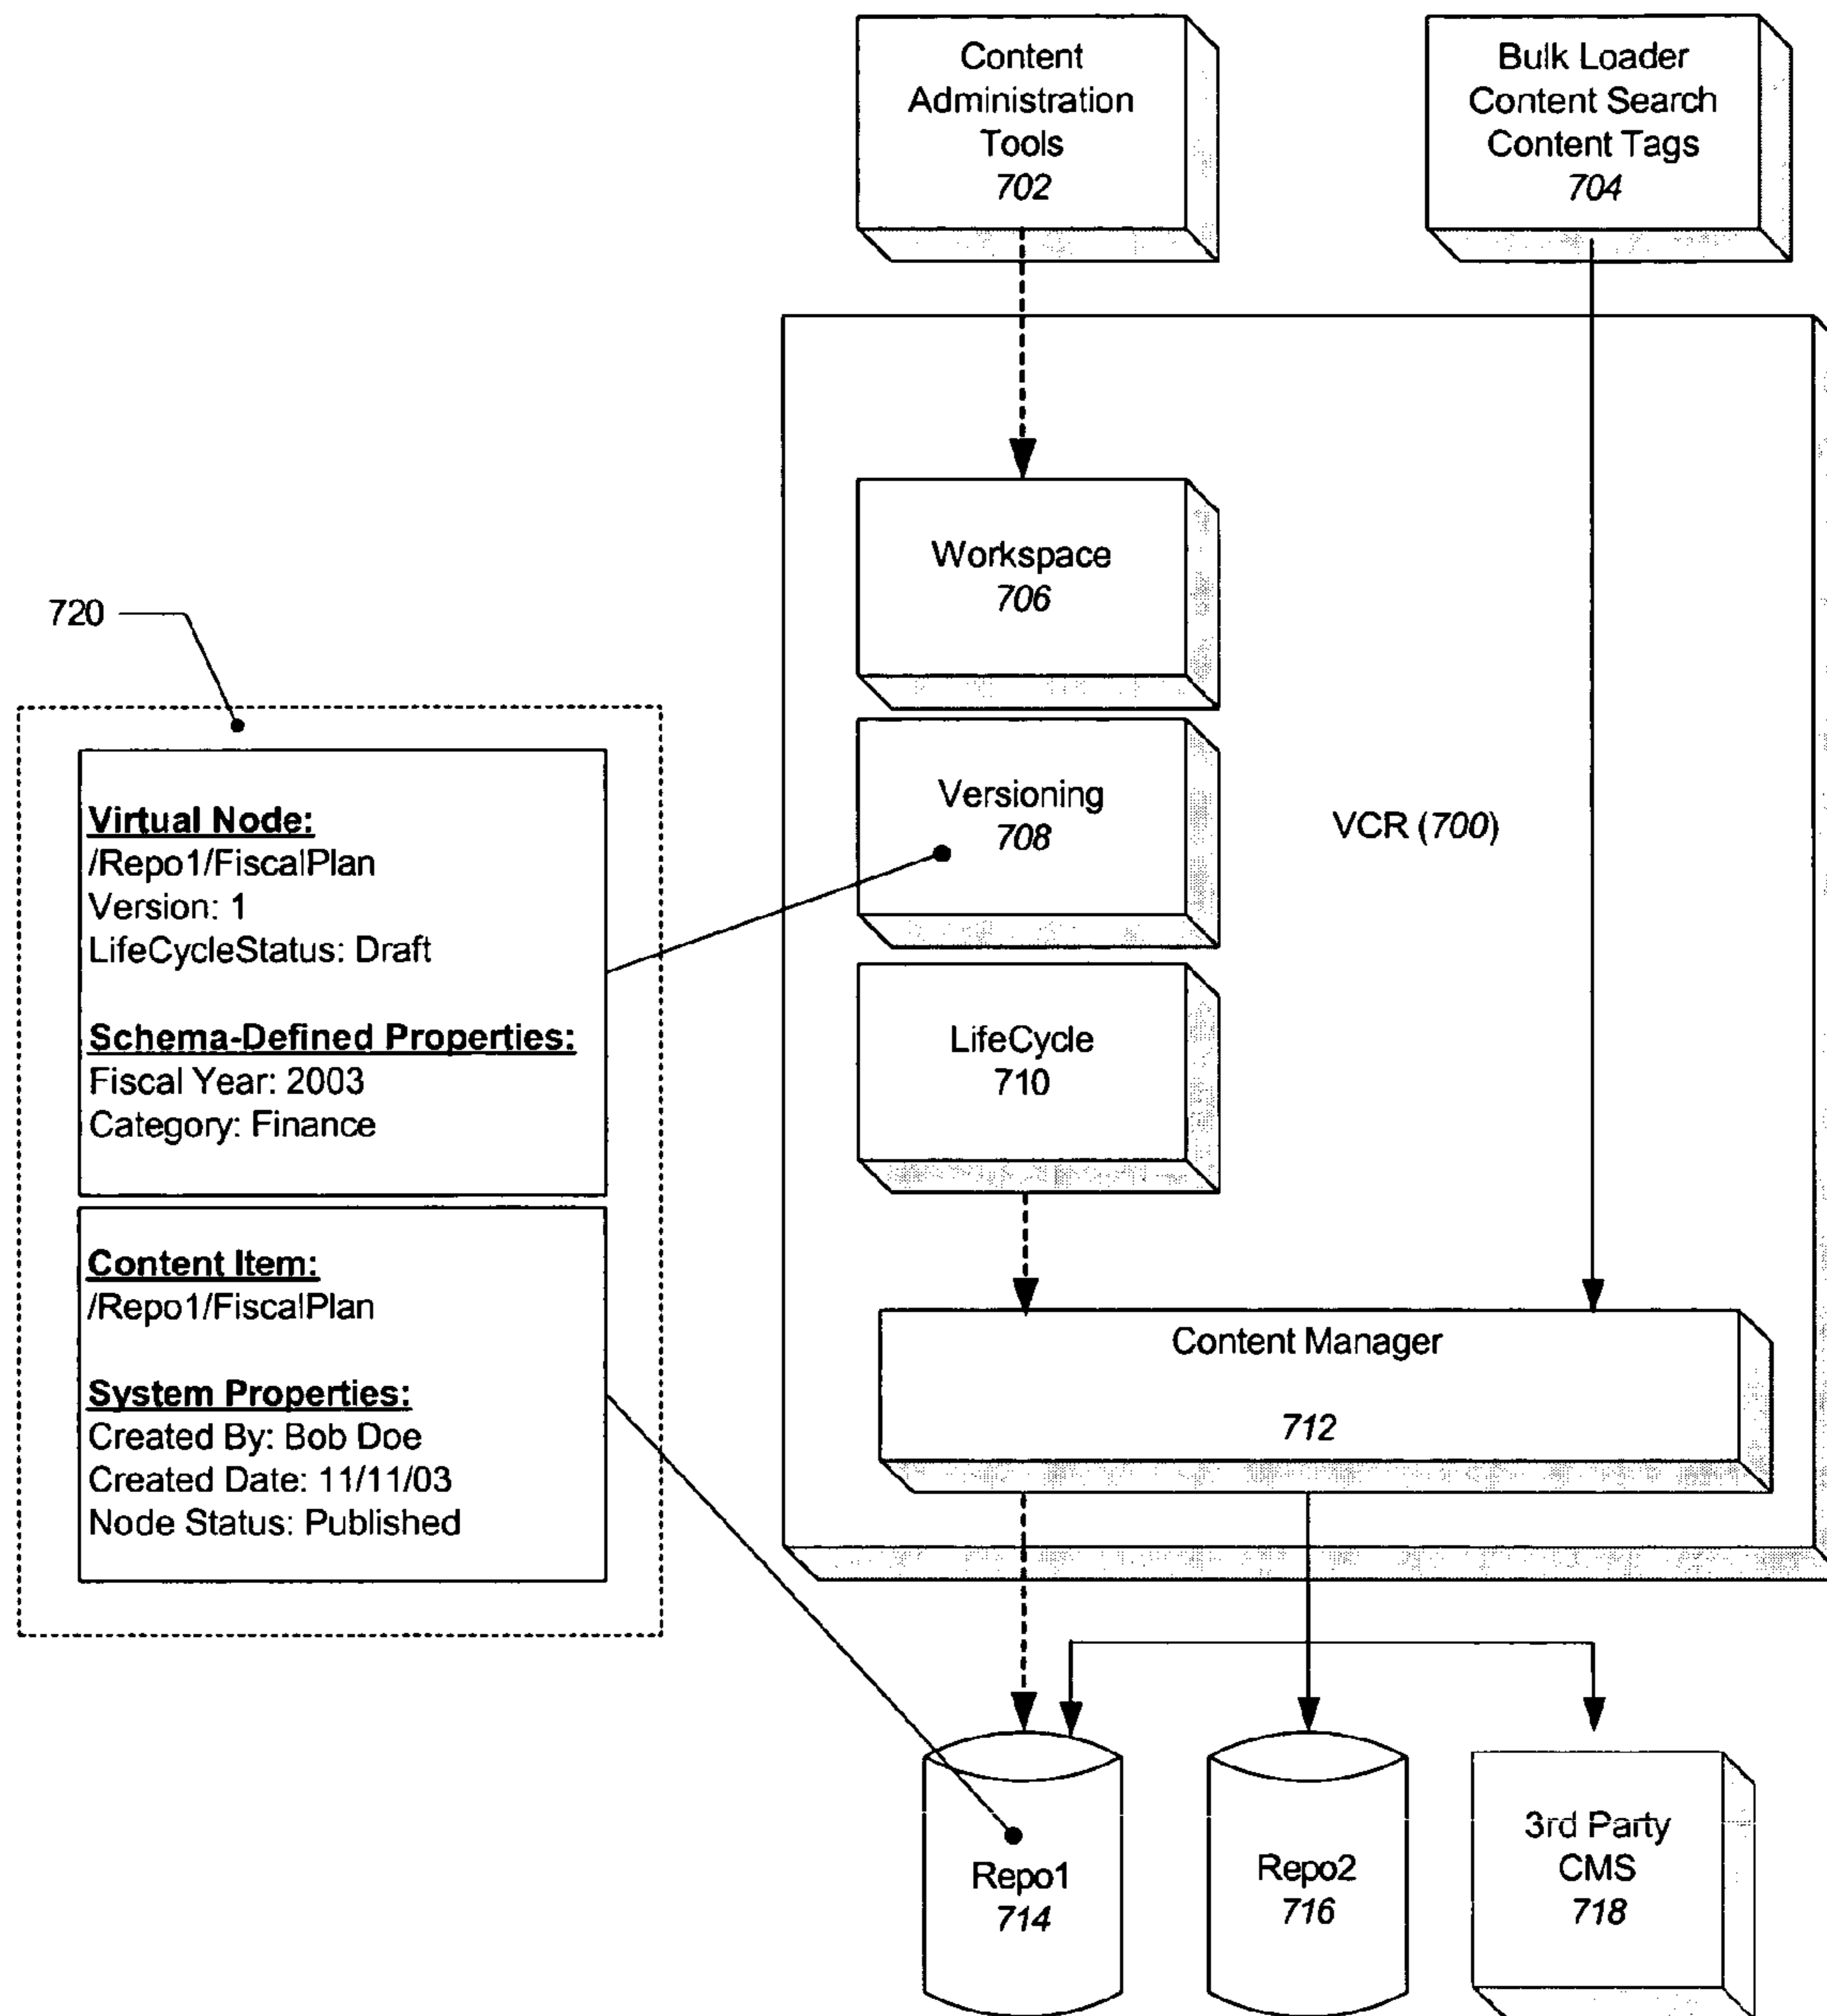 Content
Administration
Tools
702
Bulk Loader
Content Search
Content Tags
704
Workspace
706
720
Versioning
708
VCR (700)
Virtual Node:
/Repo1/FiscalPlan
Version: 1
LifeCycleStatus: Draft
Schema-Defined Properties:
Fiscal Year: 2003
Category: Finance
LifeCycle
710
Content Item:
/Repo1/FiscalPlan
System Properties:
Created By: Bob Doe
Created Date: 11/11/03
Node Status: Published
Content Manager
712
Repo1
714
Repo2
716
3rd Party
CMS
718